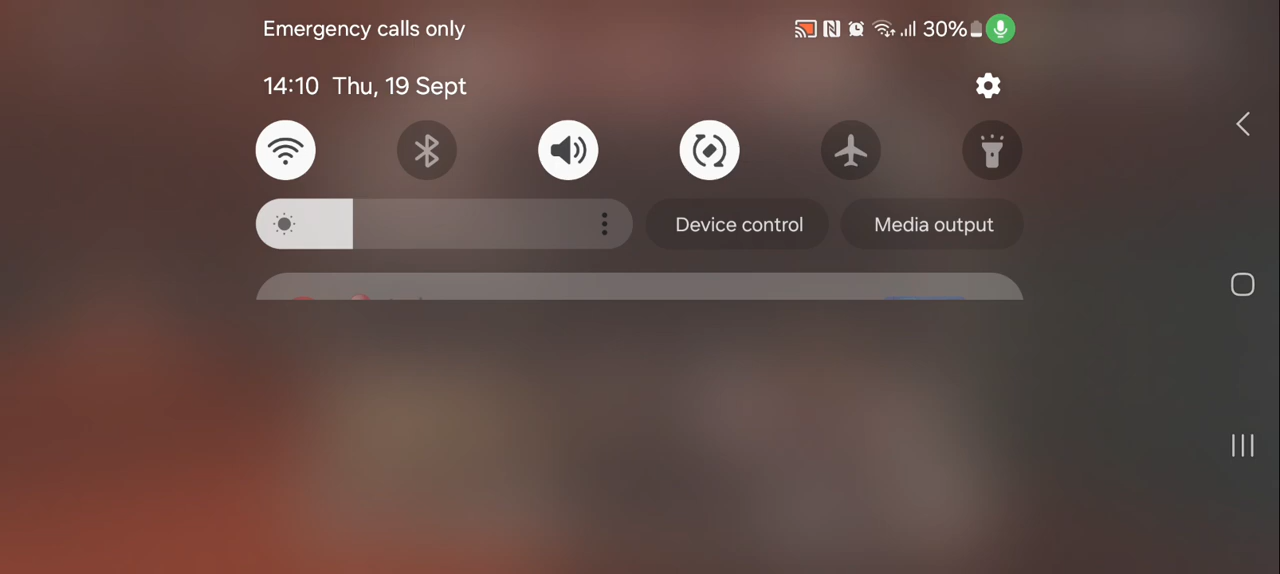 Emergency calls only
30%
14:10 Thu, 19 Sept
Device control
Media output